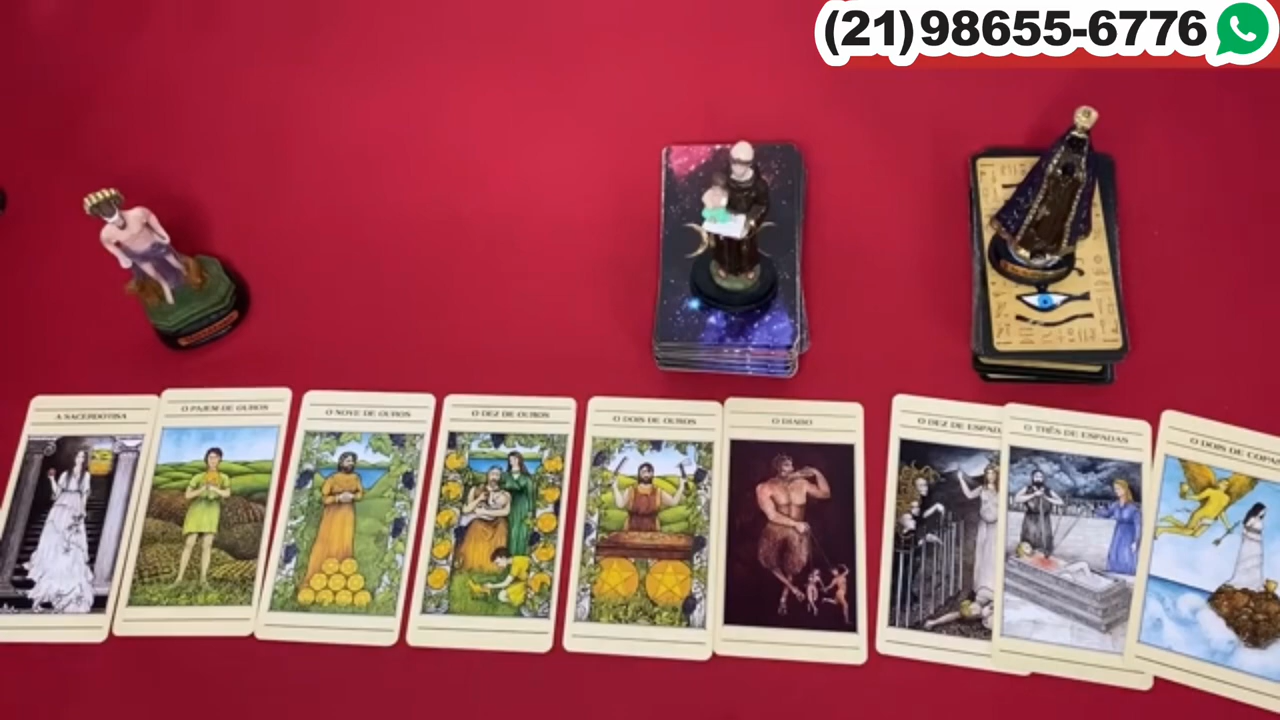 (21)98655-6776
A SACERDOTISA
O PAJEM DE OUROS
O NOVE DE OUROS
O DEZ DE OUROS
O DOIS DE OUROS
O DIABO
O DEZ DE ESPADA
O TRÊS DE ESPADAS
O DOIS DE COPAS